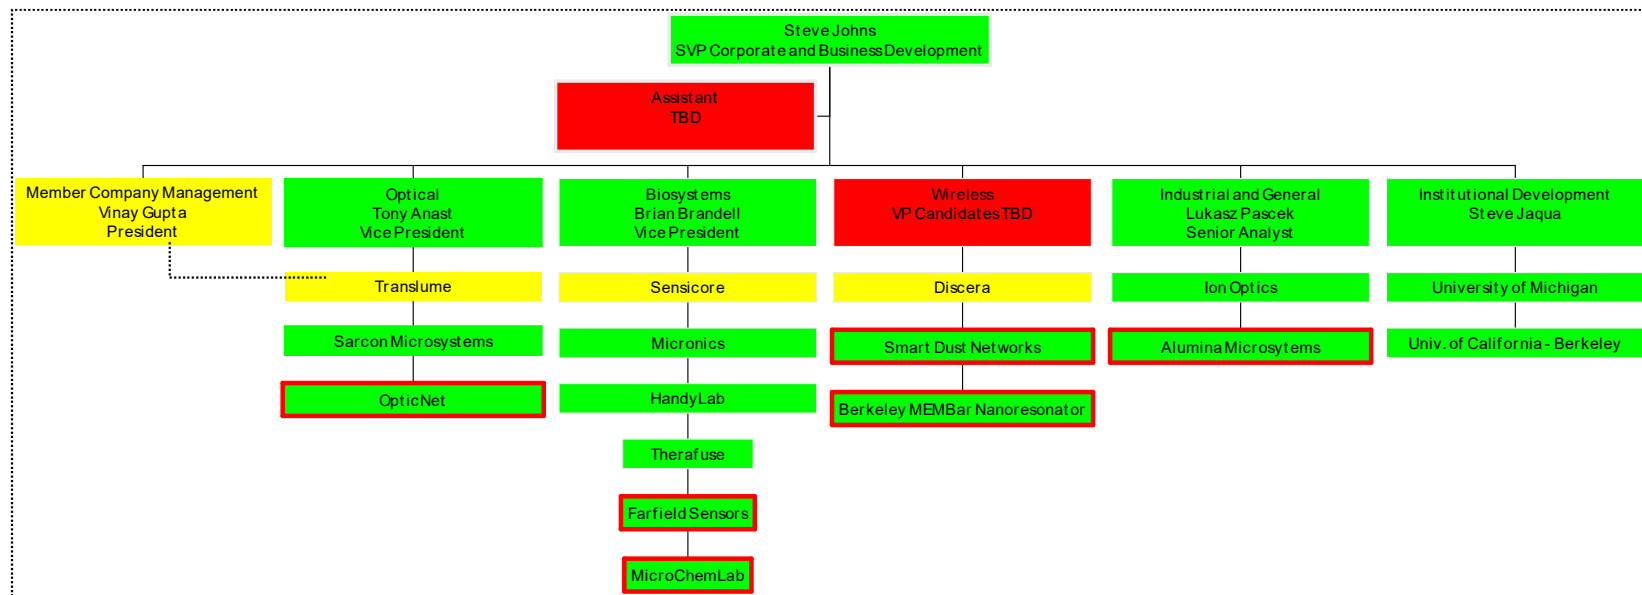 Steve Johns
SVP Corporate and Business Development
Assistant
TBD
Member Company Management
Vinay Gupta
President
Optical
Tony Anast
Vice President
Biosystems
Brian Brandell
Vice President
Wireless
VP Candidates TBD
Industrial and General
Lukasz Pascek
Senior Analyst
Institutional Development
Steve Jaqua
Translume
Sensicore
Discera
Ion Optics
University of Michigan
Sarcon Microsystems
Micronics
Smart Dust Networks
Alumina Microsytems
Univ. of California - Berkeley
OpticNet
HandyLab
Berkeley MEMBar Nanoresonator
Therafuse
Farfield Sensors
MicroChemLab